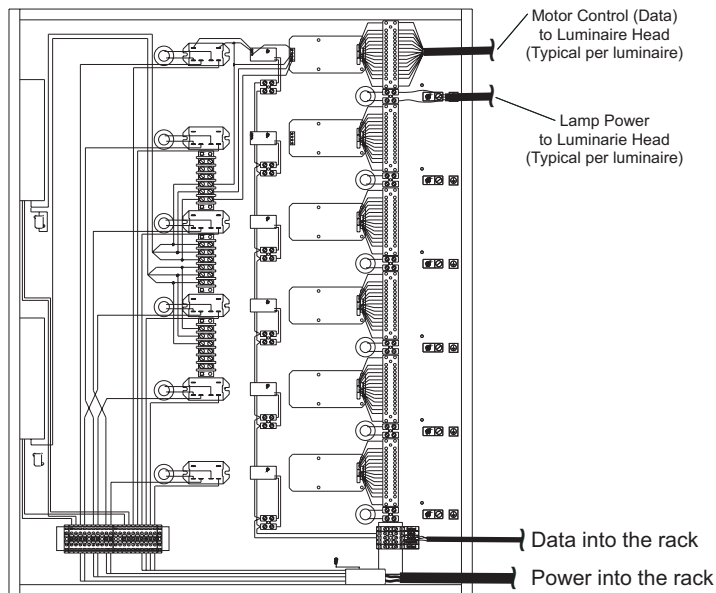 Motor Control (Data)
to Luminaire Head
(Typical per luminaire)
Lamp Power
to Luminarie Head
(Typical per luminaire)
Data into the rack
Power into the rack